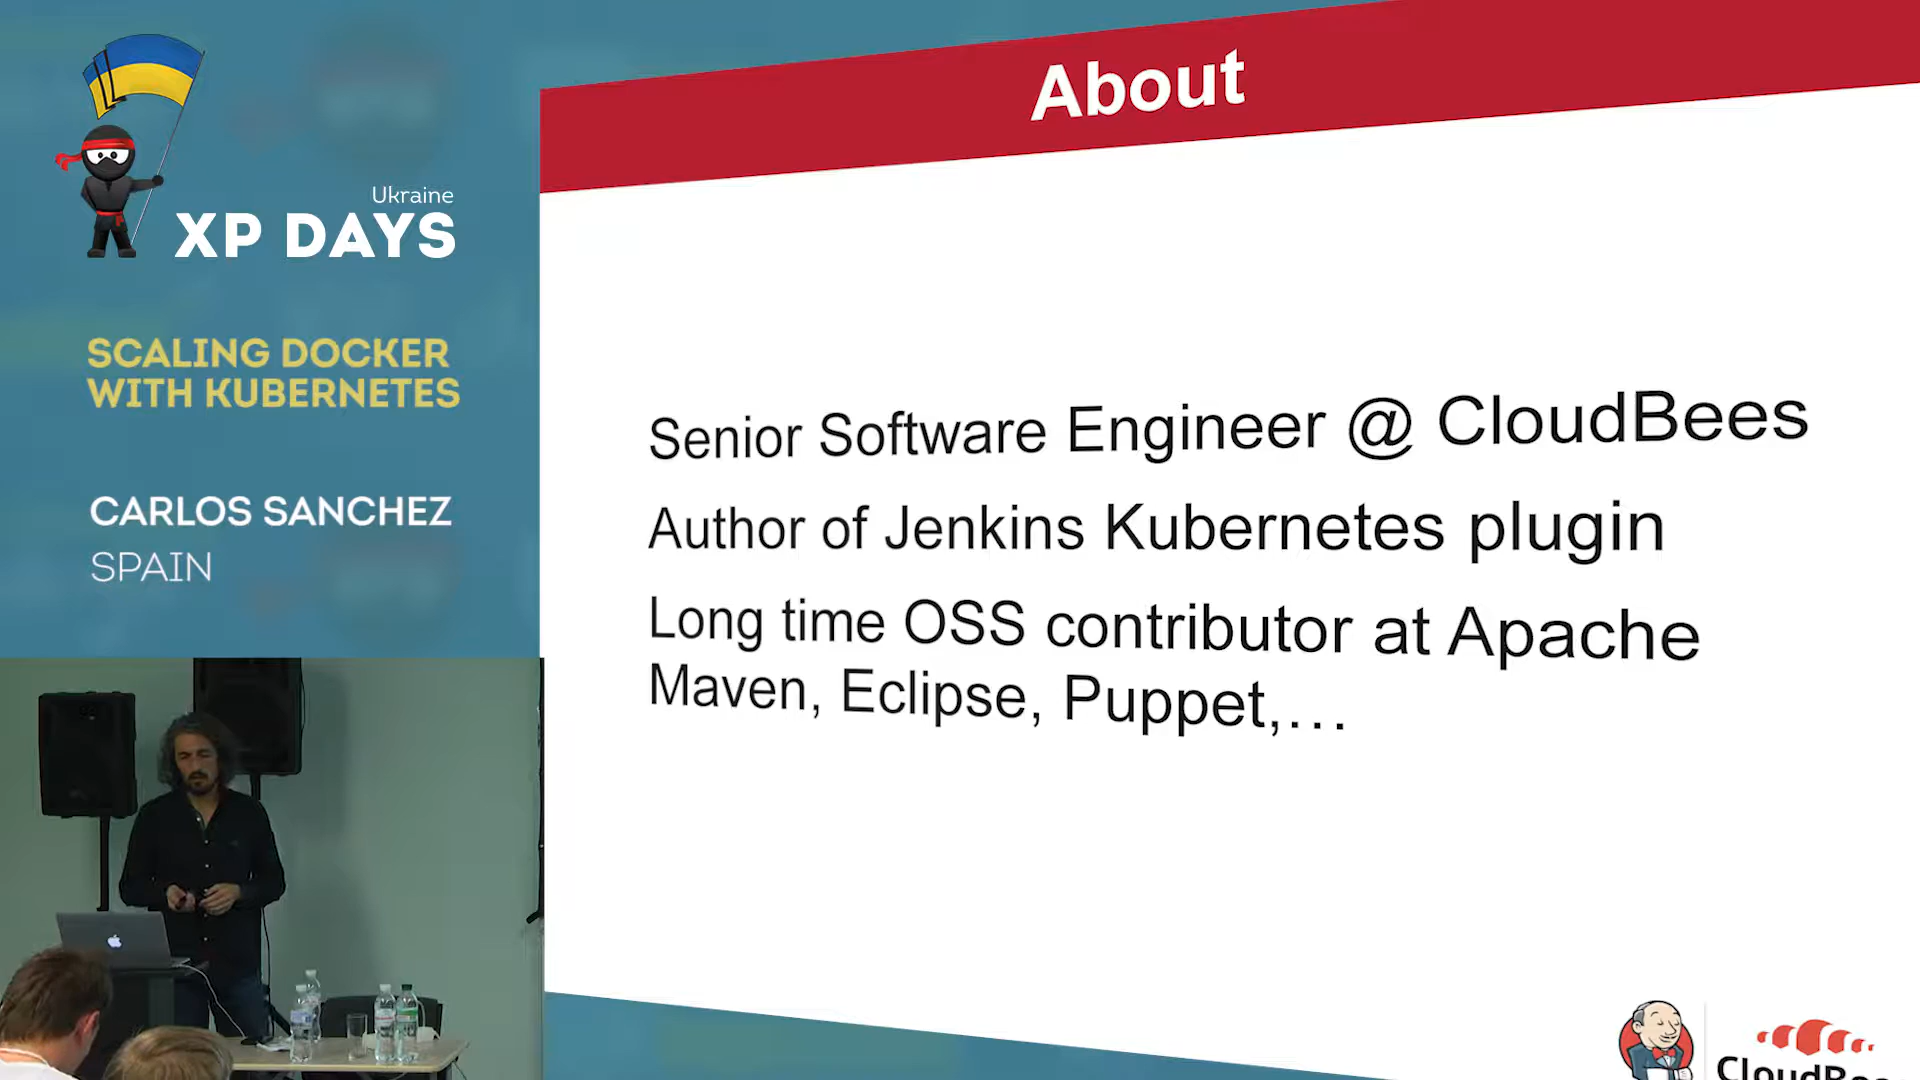 Ukraine
XP DAYS
SCALING DOCKER
WITH KUBERNETES
CARLOS SANCHEZ
SPAIN
About
Senior Software Engineer @ CloudBees
Author of Jenkins Kubernetes plugin
Long time OSS contributor at Apache
Maven, Eclipse, Puppet,...